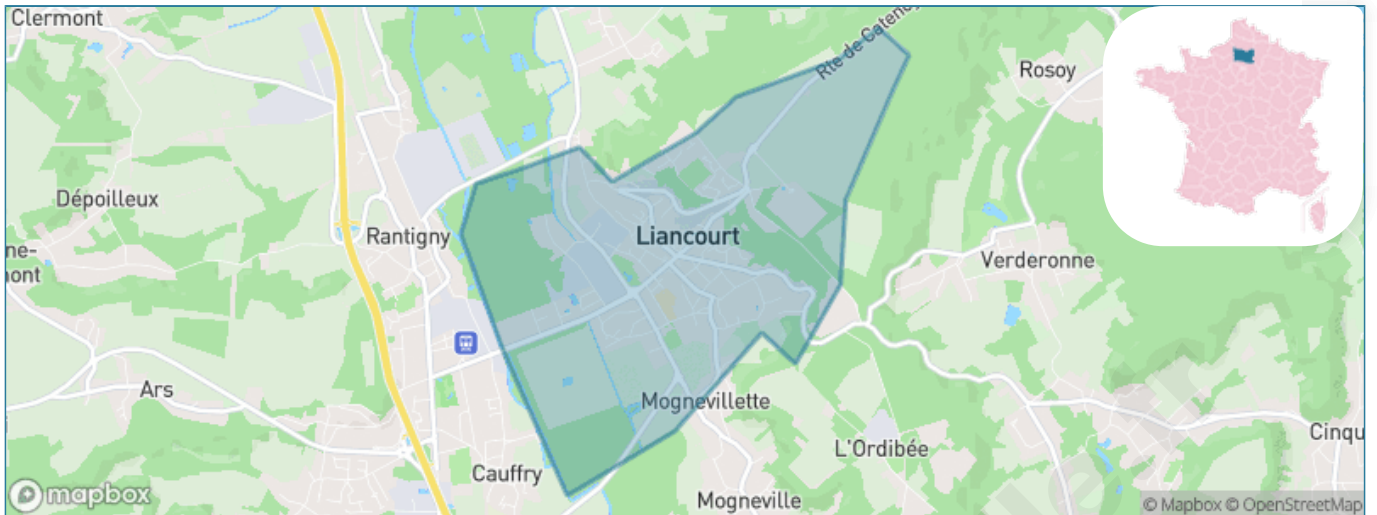 Clermont
Rte de Catenoy
Rosoy
Dépoilleux
Rantigny
Liancourt
ne-
mont
Verderonne
Ars
Mognevillette
L'Ordibée
Cinqu
Cauffry
Mogneville
mapbox
© Mapbox © OpenStreetMap